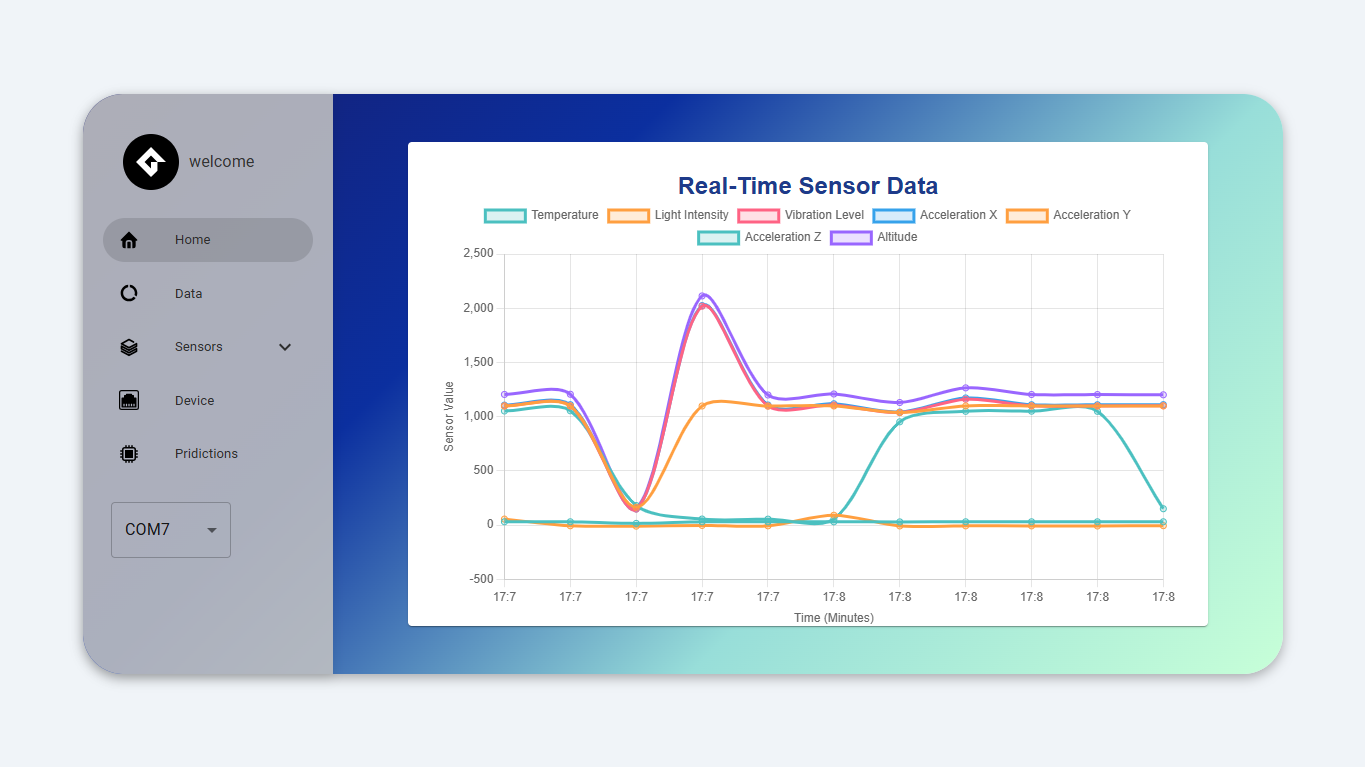 welcome
Home
Data
Sensors
Device
Pridictions
COM7
Real-Time Sensor Data
Temperature Light Intensity Vibration Level Acceleration X Acceleration Y
Acceleration Z Altitude
Sensor Value
2,500
2,000
1,500
1,000
500
0
-500
17:7 17:7 17:7 17:7 17:7 17:8 17:8 17:8 17:8 17:8 17:8
Time (Minutes)